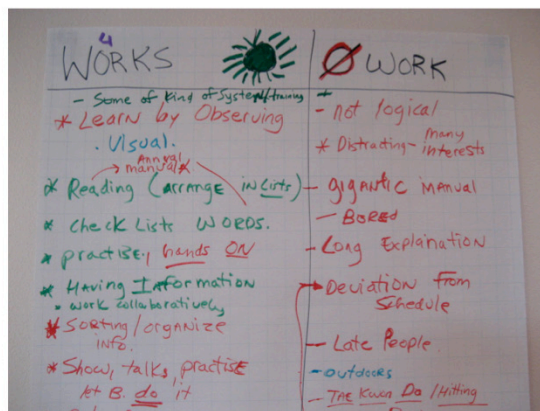 WORKS
- Some of Kind of System/training
* Learn by Observing
. Visual.
Annual
manual
* Reading (arrange in Lists)
* Check Lists WORDS.
* practise, hands ON
* Having Information
* work collaboratively
* Sorting/organize
info.
* Show, talks, practise
let B. do it
WORK
- not logical
* Distracting - many
interests
- gigantic manual
- BORED
- Long Explanation
- Deviation from
Schedule
- Late People.
- outdoors
- Tae Kwon Do / Hitting